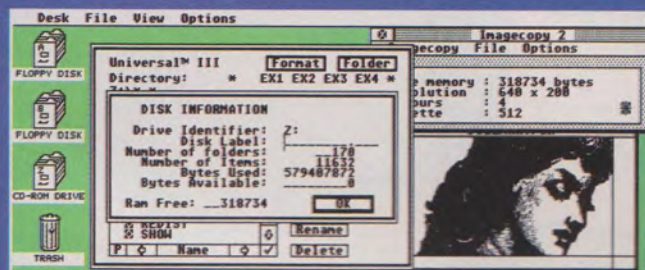 Desk File View Options
FLOPPY DISK
FLOPPY DISK
CD-ROM DRIVE
TRASH
Universal™ III
Format
Folder
Directory: * EX1 EX2 EX3 EX4 *
DISK INFORMATION
Drive Identifier: Z:
Disk Label:
Number of folders: 170
Number of Items: 11632
Bytes Used: 579407872
Bytes Available: 0
Ram Free: __318734
OK
SHOW
Rename
P Name
Delete
Imagecopy 2
Imagecopy File Options
memory : 318734 bytes
olution : 640 x 200
ours : 4
ette : 512